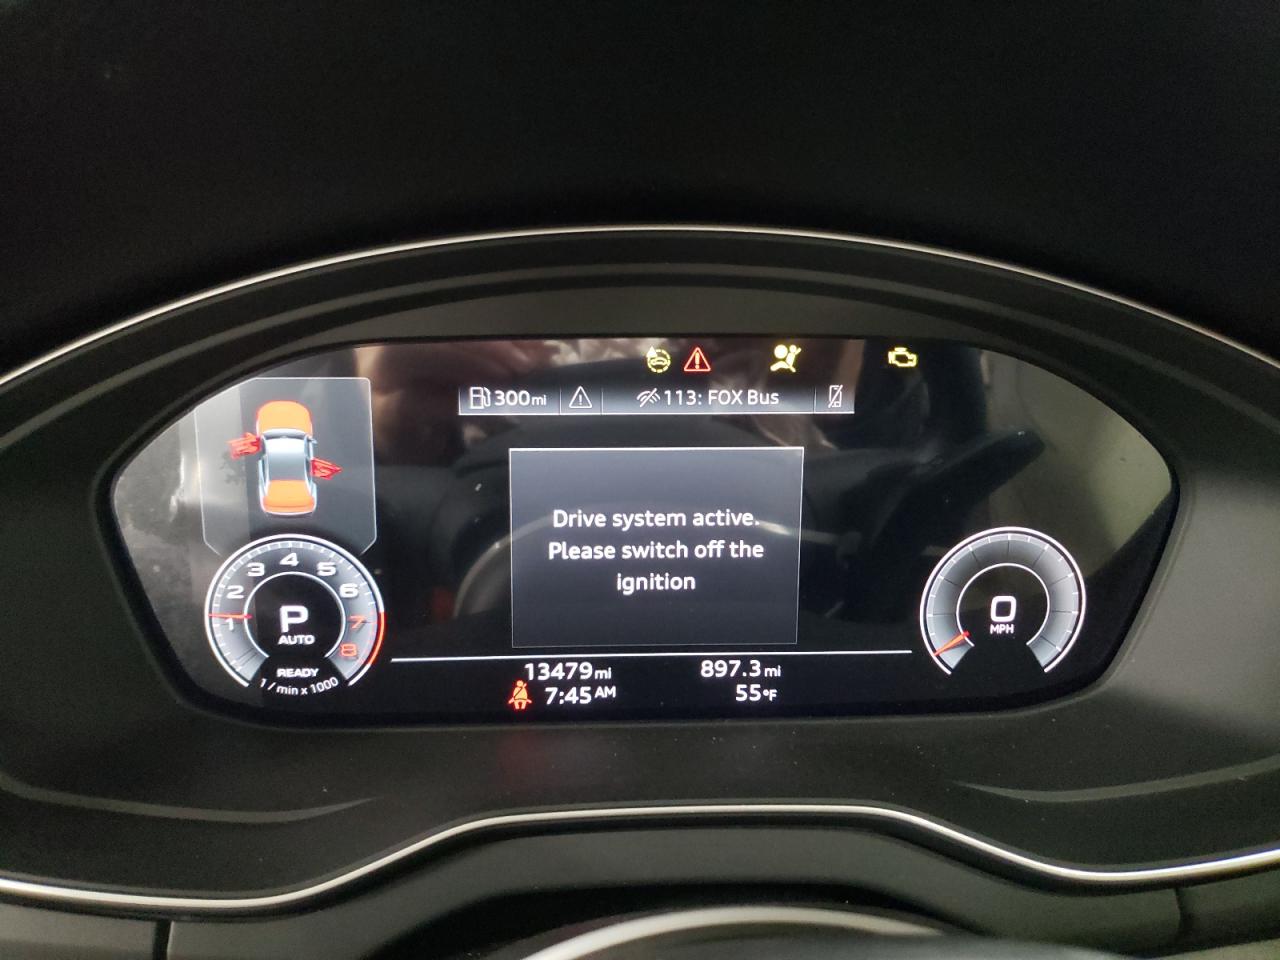 300mi
113: FOX Bus
Drive system active.
Please switch off the
ignition
1 2 3 4 5 6 7 8
P
AUTO
READY
1 / min x 1000
0
MPH
13479mi
897.3mi
7:45AM
55°F